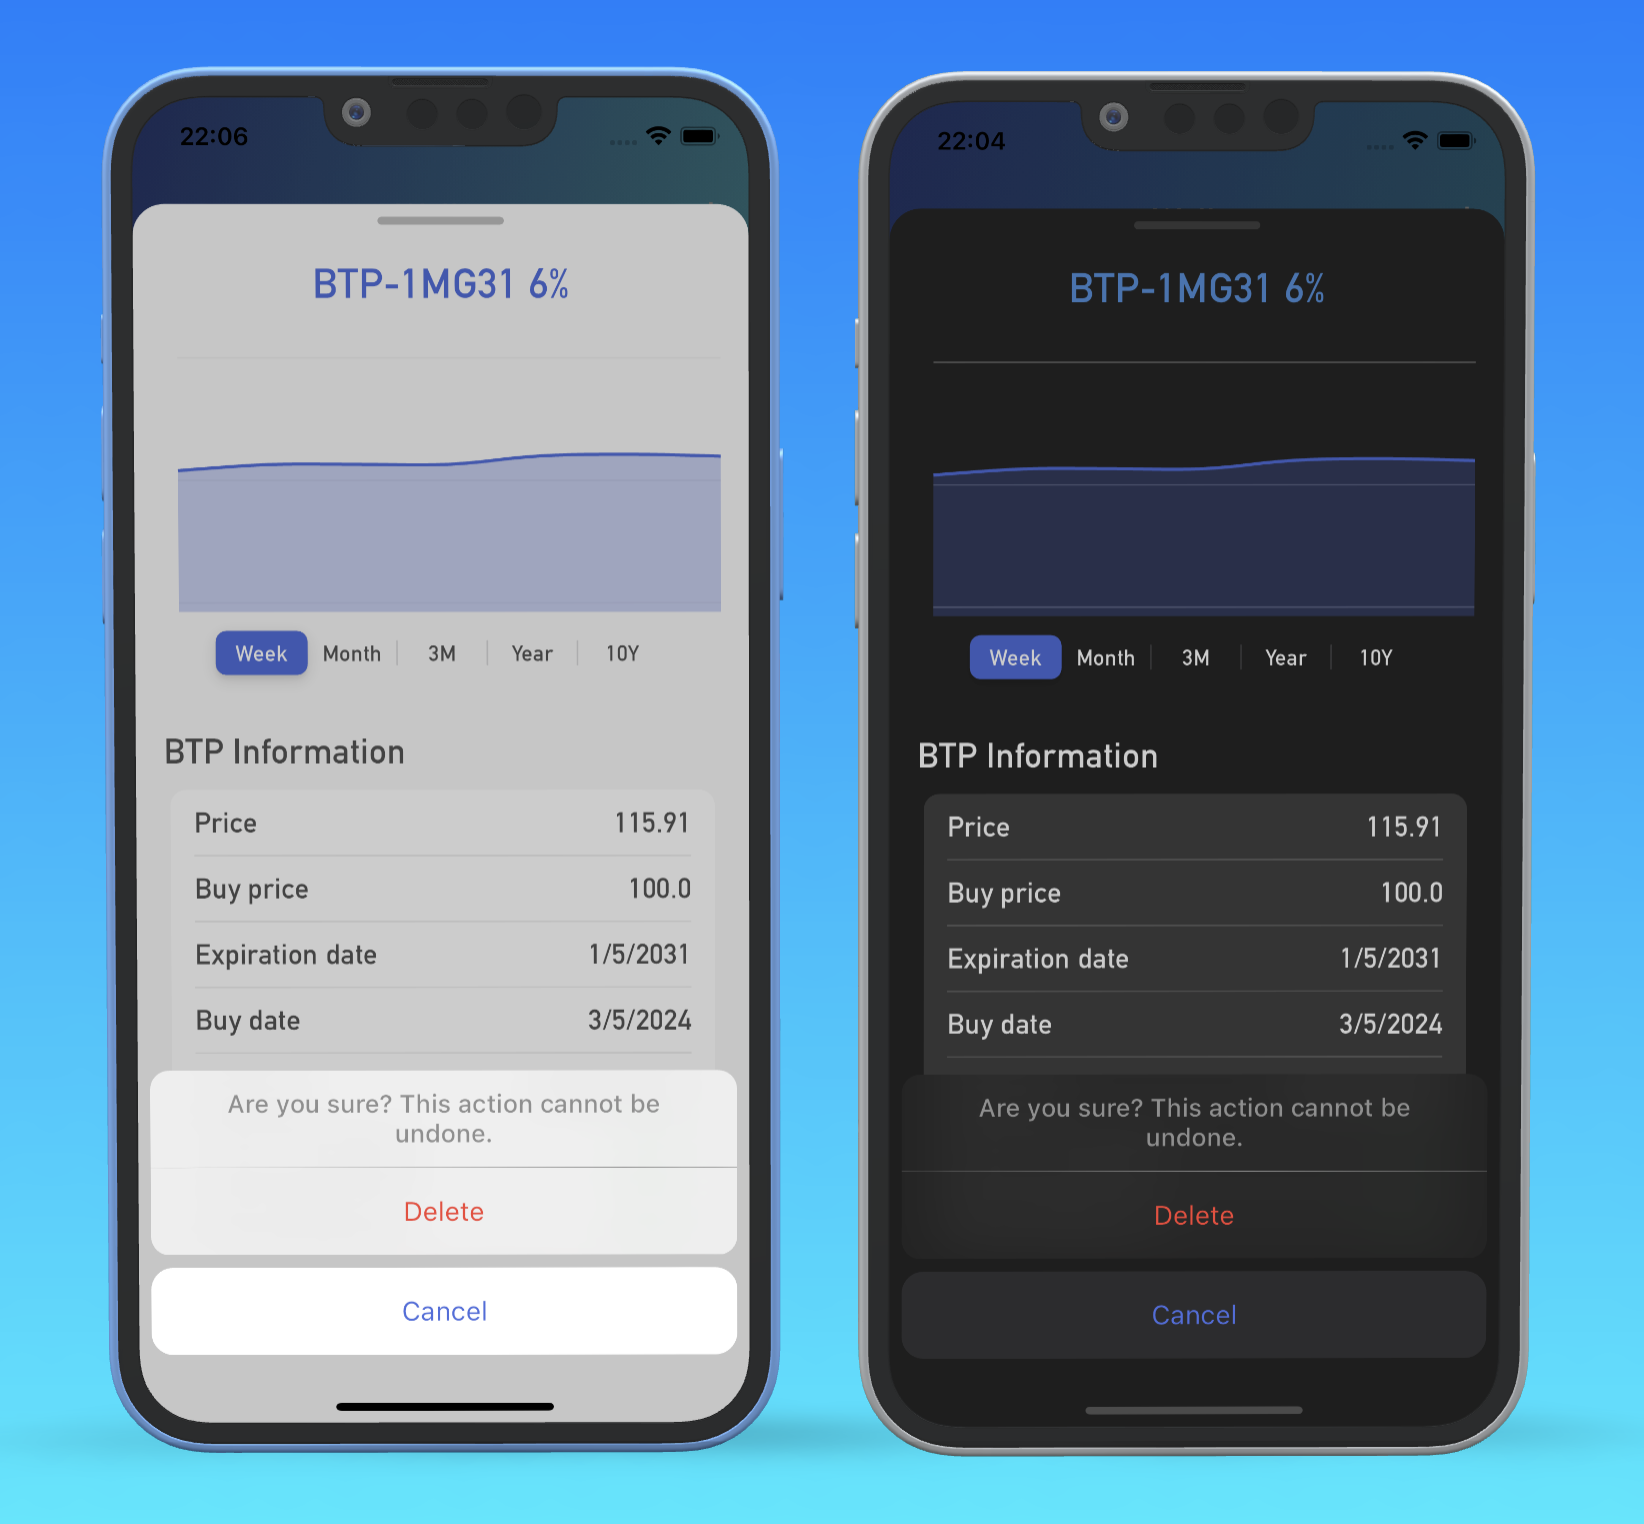 22:06
BTP-1MG31 6%
Week Month 3M Year 10Y
BTP Information
Price 115.91
Buy price 100.0
Expiration date 1/5/2031
Buy date 3/5/2024
Are you sure? This action cannot be
undone.
Delete
Cancel
22:04
BTP-1MG31 6%
Week Month 3M Year 10Y
BTP Information
Price 115.91
Buy price 100.0
Expiration date 1/5/2031
Buy date 3/5/2024
Are you sure? This action cannot be
undone.
Delete
Cancel